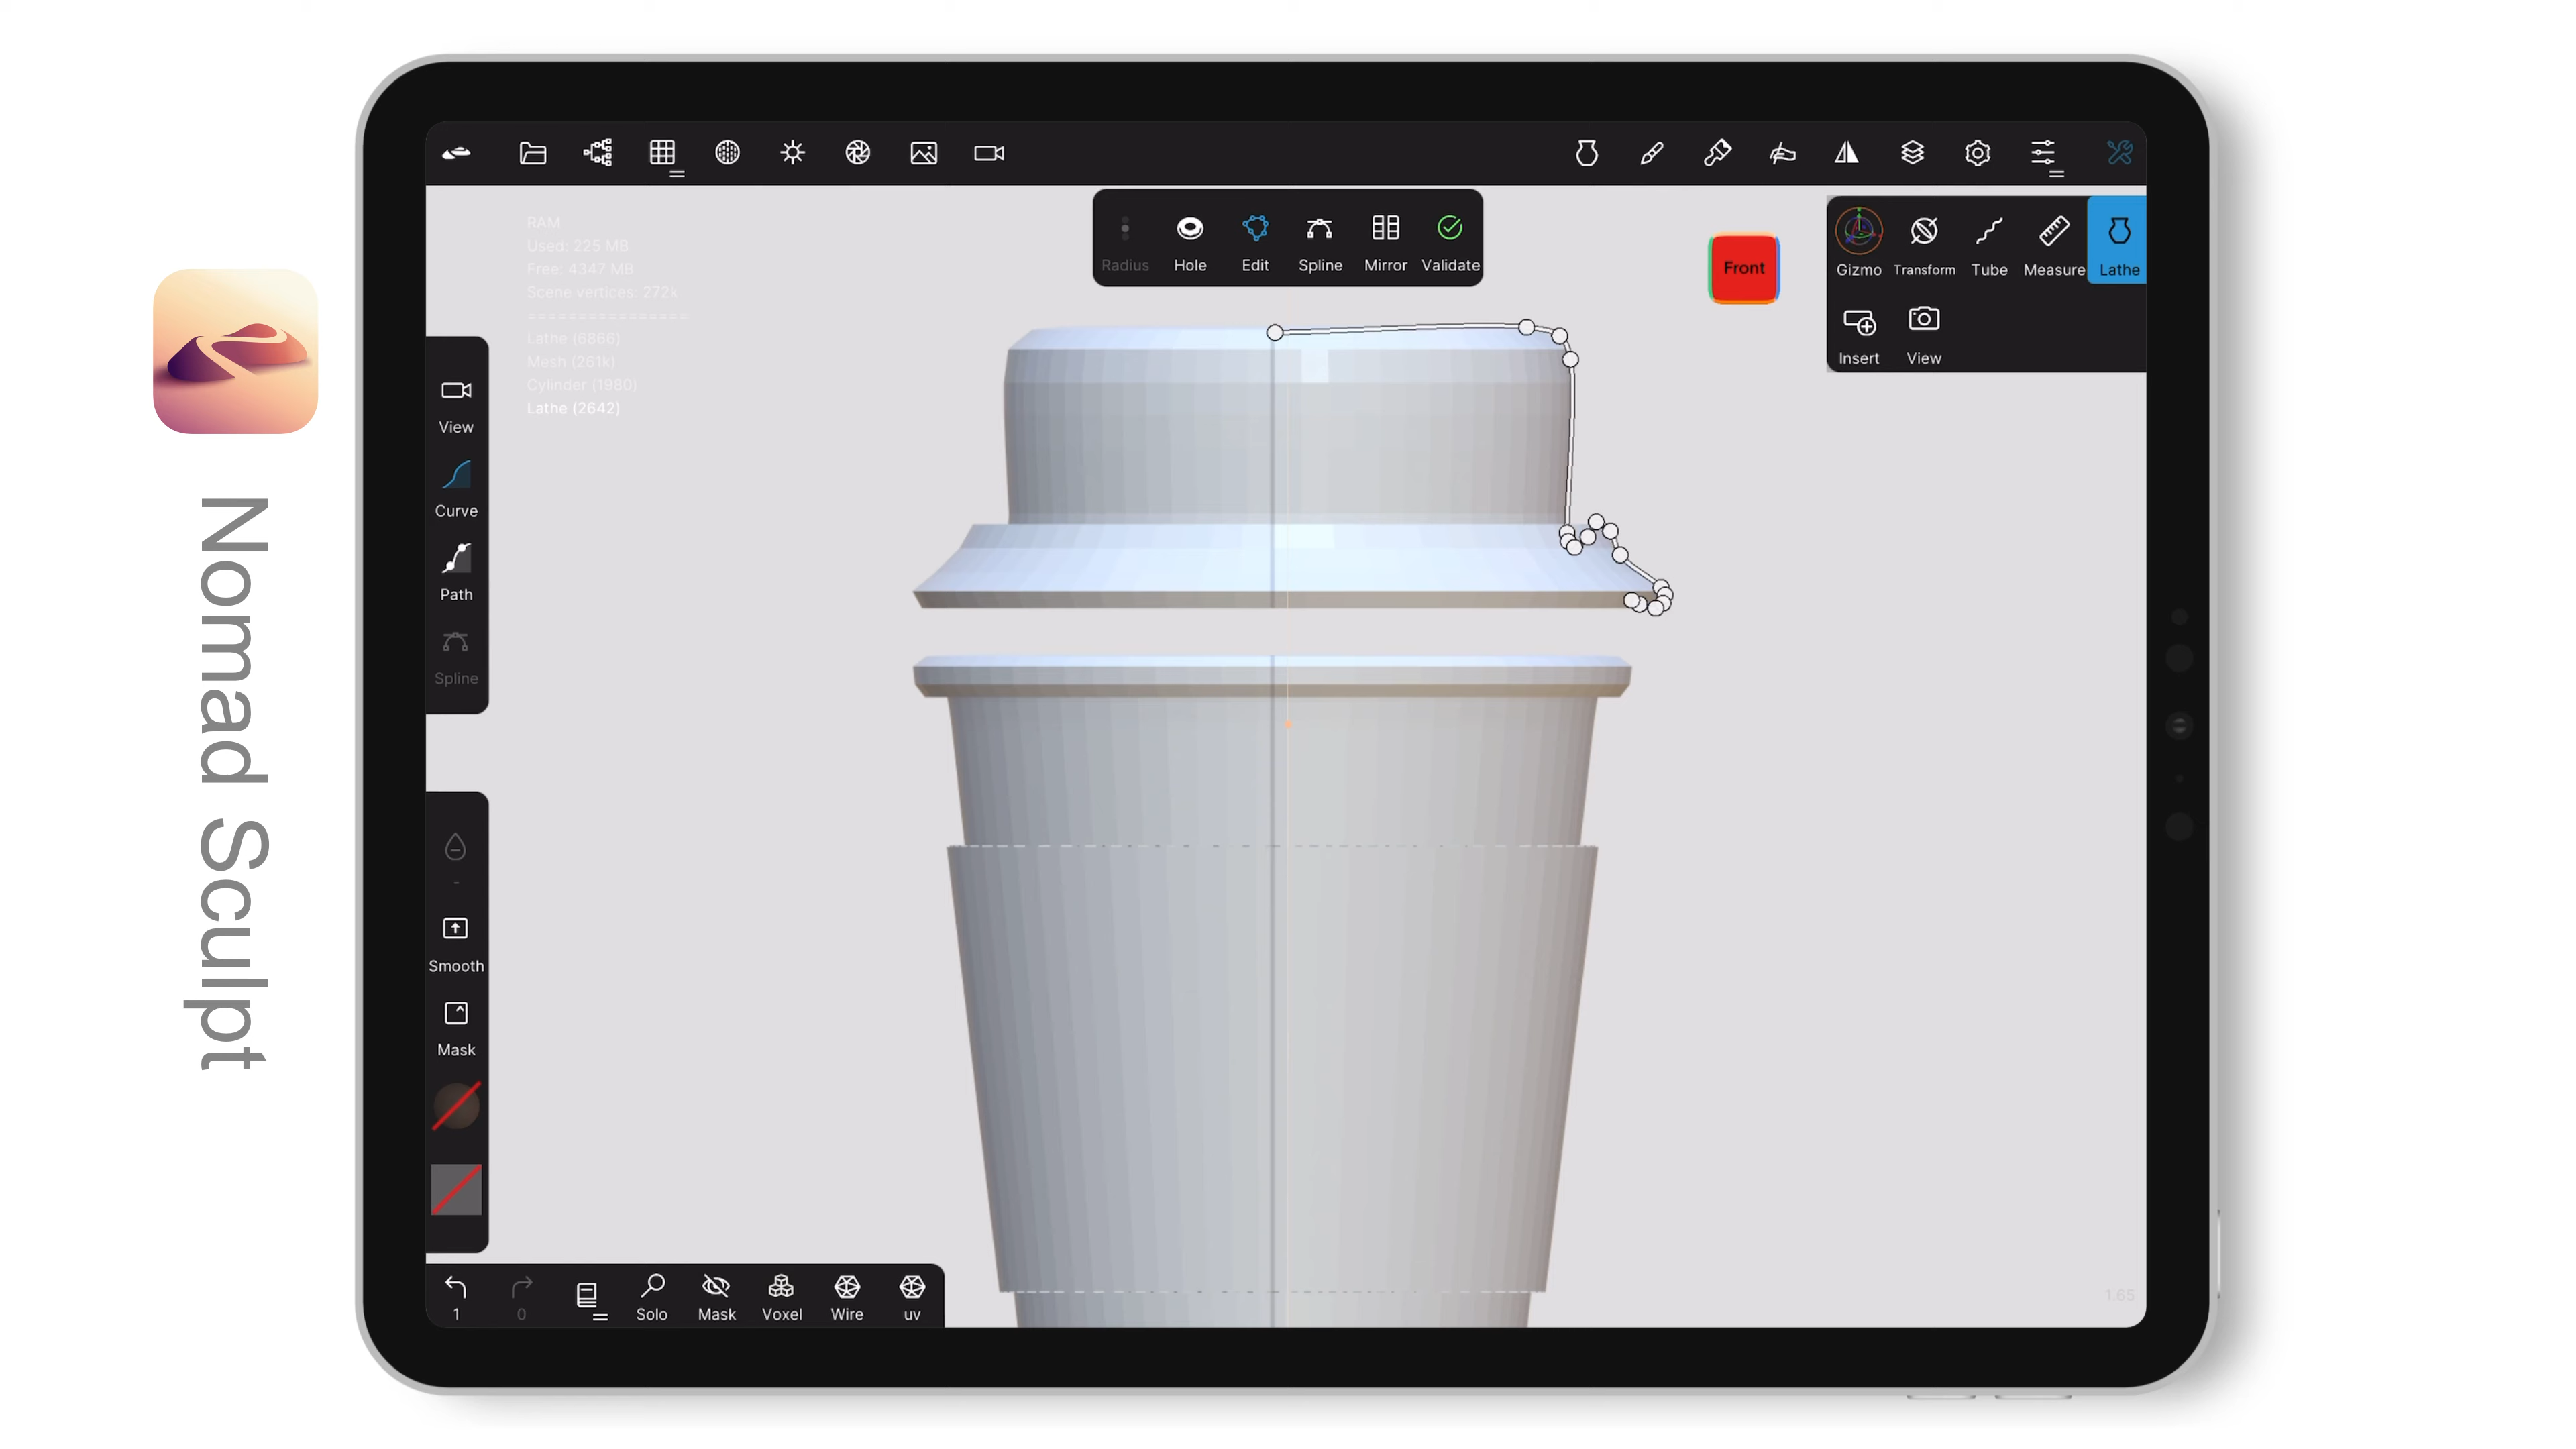 Nomad Sculpt
RAM
Used: 225 MB
Free: 4347 MB
Scene vertices: 272k
================
Lathe (6866)
Mesh (261k)
Cylinder (1980)
Lathe (2642)
Radius Hole Edit Spline Mirror Validate
Front
Gizmo Transform Tube Measure Lathe
Insert View
View
Curve
Path
Spline
-
Smooth
Mask
1 0 Solo Mask Voxel Wire uv
1.65